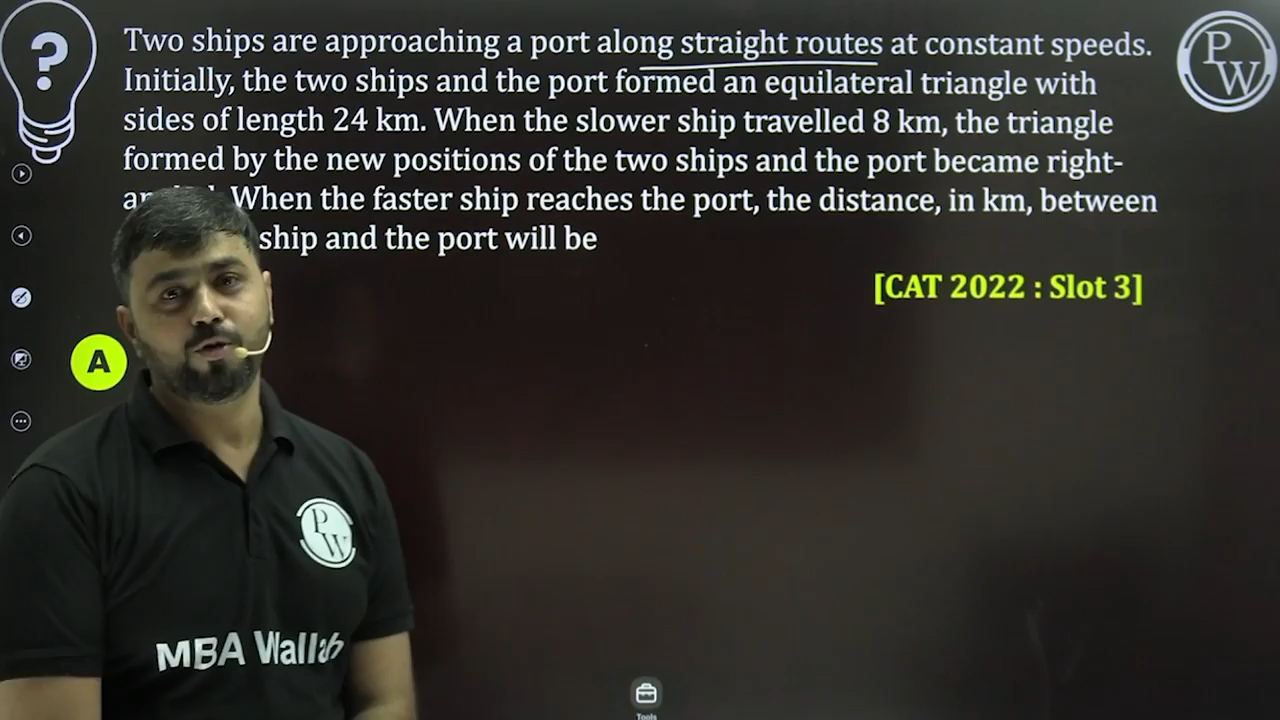 Two ships are approaching a port along straight routes at constant speeds.
Initially, the two ships and the port formed an equilateral triangle with
sides of length 24 km. When the slower ship travelled 8 km, the triangle
formed by the new positions of the two ships and the port became right-
When the faster ship reaches the port, the distance, in km, between
ship and the port will be
[CAT 2022 : Slot 3]
A
P
W
P
W
MBA Wallah
Tools